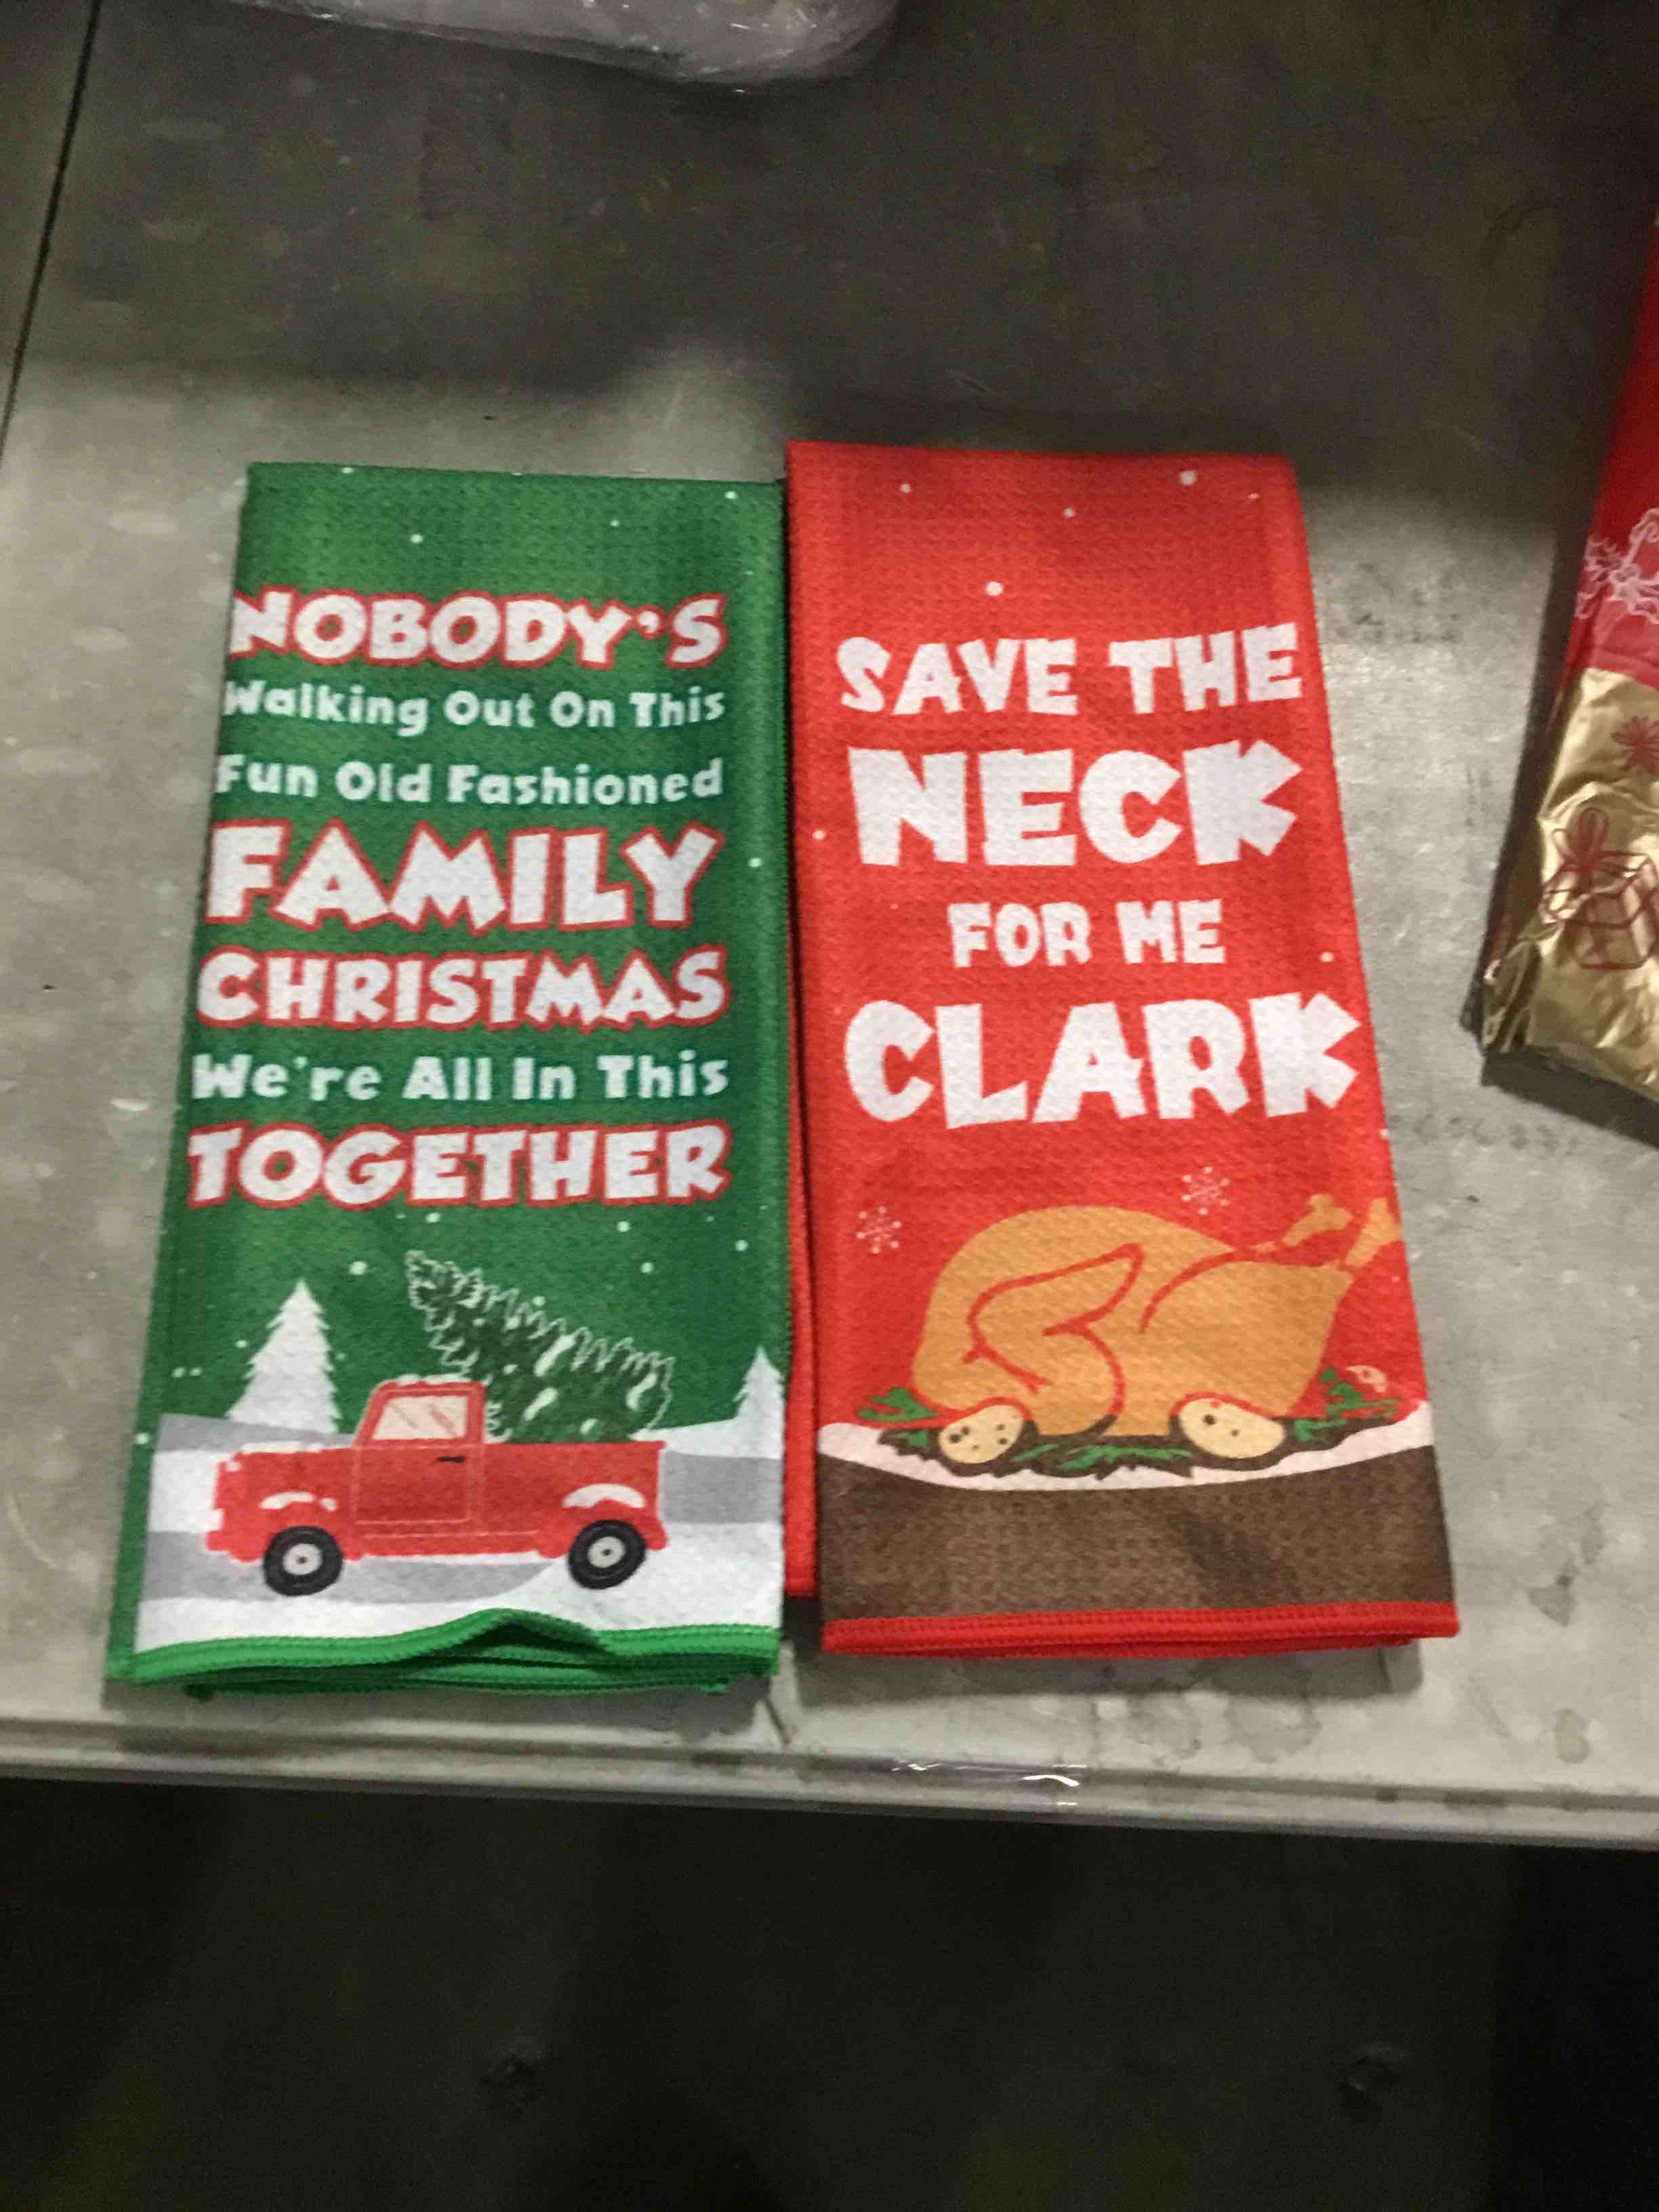 NOBODY'S
Walking Out On This
Fun Old Fashioned
FAMILY
CHRISTMAS
We're All In This
TOGETHER
SAVE THE
NECK
FOR ME
CLARK